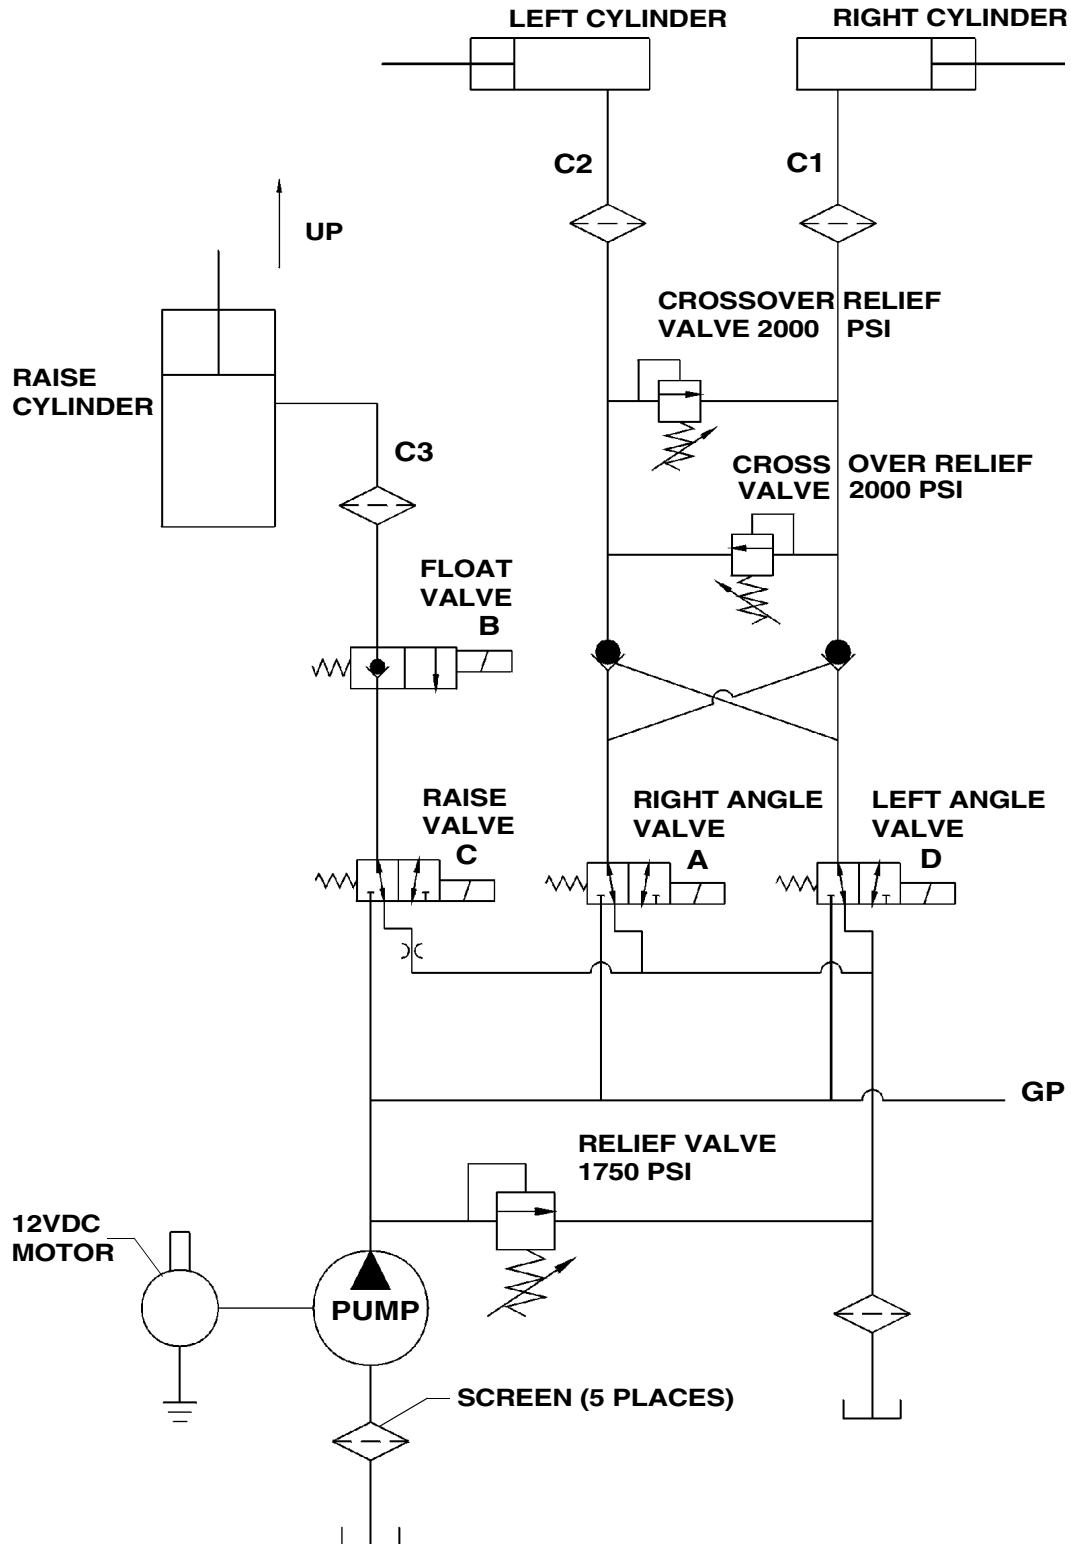 LEFT CYLINDER
RIGHT CYLINDER
C2
C1
UP
CROSSOVER RELIEF
VALVE 2000 PSI
RAISE
CYLINDER
C3
CROSS OVER RELIEF
VALVE 2000 PSI
FLOAT
VALVE
B
RAISE
VALVE
C
RIGHT ANGLE
VALVE
A
LEFT ANGLE
VALVE
D
GP
RELIEF VALVE
1750 PSI
12VDC
MOTOR
PUMP
SCREEN (5 PLACES)